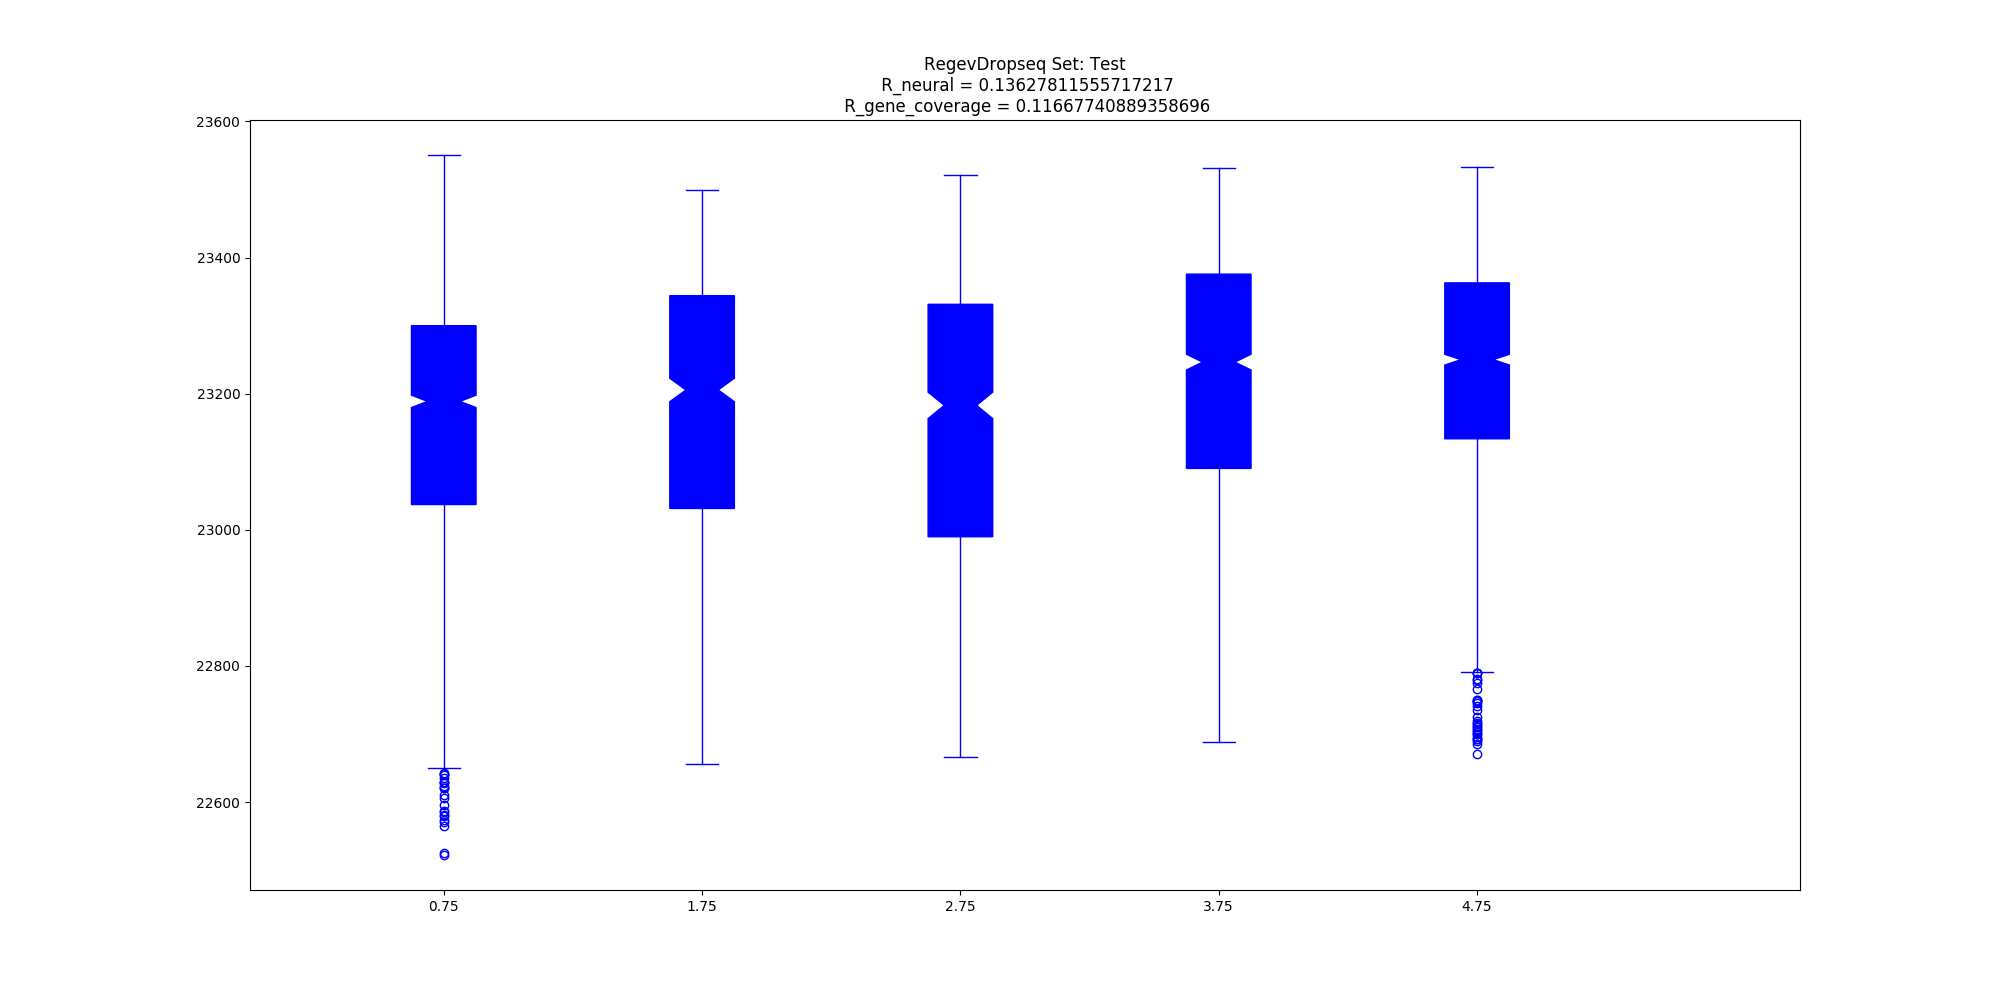 RegevDropseq Set: Test
R_neural = 0.13627811555717217
R_gene_coverage = 0.11667740889358696
23600
23400
23200
23000
22800
22600
0.75 1.75 2.75 3.75 4.75